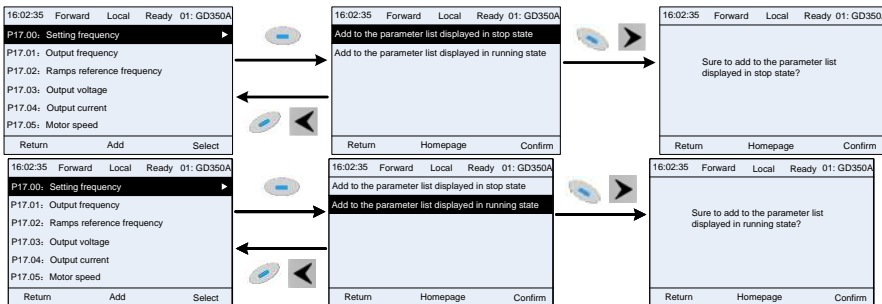 16:02:35 Forward Local Ready 01: GD350A
P17.00: Setting frequency
P17.01: Output frequency
P17.02: Ramps reference frequency
P17.03: Output voltage
P17.04: Output current
P17.05: Motor speed
Return Add Select
16:02:35 Forward Local Ready 01: GD350A
Add to the parameter list displayed in stop state
Add to the parameter list displayed in running state
Return Homepage Confirm
16:02:35 Forward Local Ready 01: GD350
Sure to add to the parameter list
displayed in stop state?
Return Homepage Confirm
16:02:35 Forward Local Ready 01: GD350A
P17.00: Setting frequency
P17.01: Output frequency
P17.02: Ramps reference frequency
P17.03: Output voltage
P17.04: Output current
P17.05: Motor speed
Return Add Select
16:02:35 Forward Local Ready 01: GD350A
Add to the parameter list displayed in stop state
Add to the parameter list displayed in running state
Return Homepage Confirm
16:02:35 Forward Local Ready 01: GD350A
Sure to add to the parameter list
displayed in running state?
Return Homepage Confirm